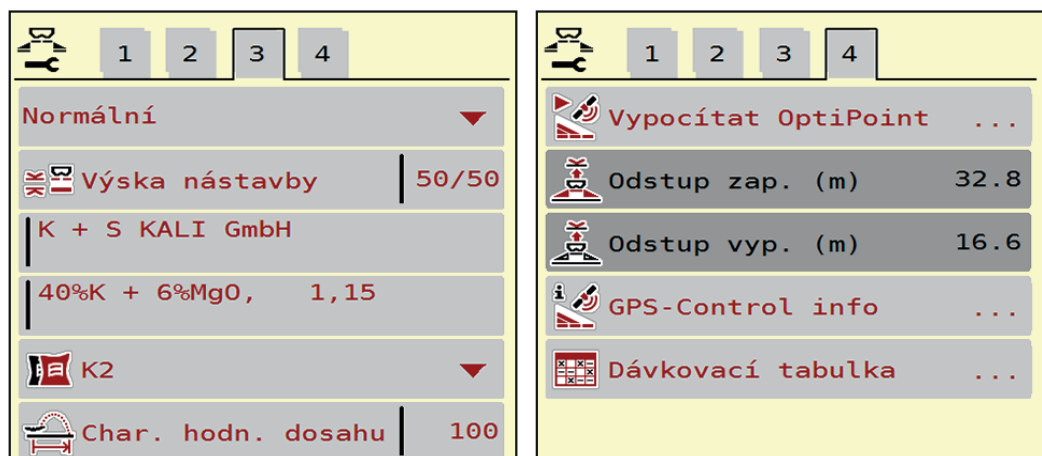 1 2 3 4
Normální
Výska nástavby 50/50
K + S KALI GmbH
40%K + 6%MgO, 1,15
K2
Char. hodn. dosahu 100
1 2 3 4
Vypocítat OptiPoint ...
Odstup zap. (m) 32.8
Odstup vyp. (m) 16.6
GPS-Control info ...
Dávkovací tabulka ...